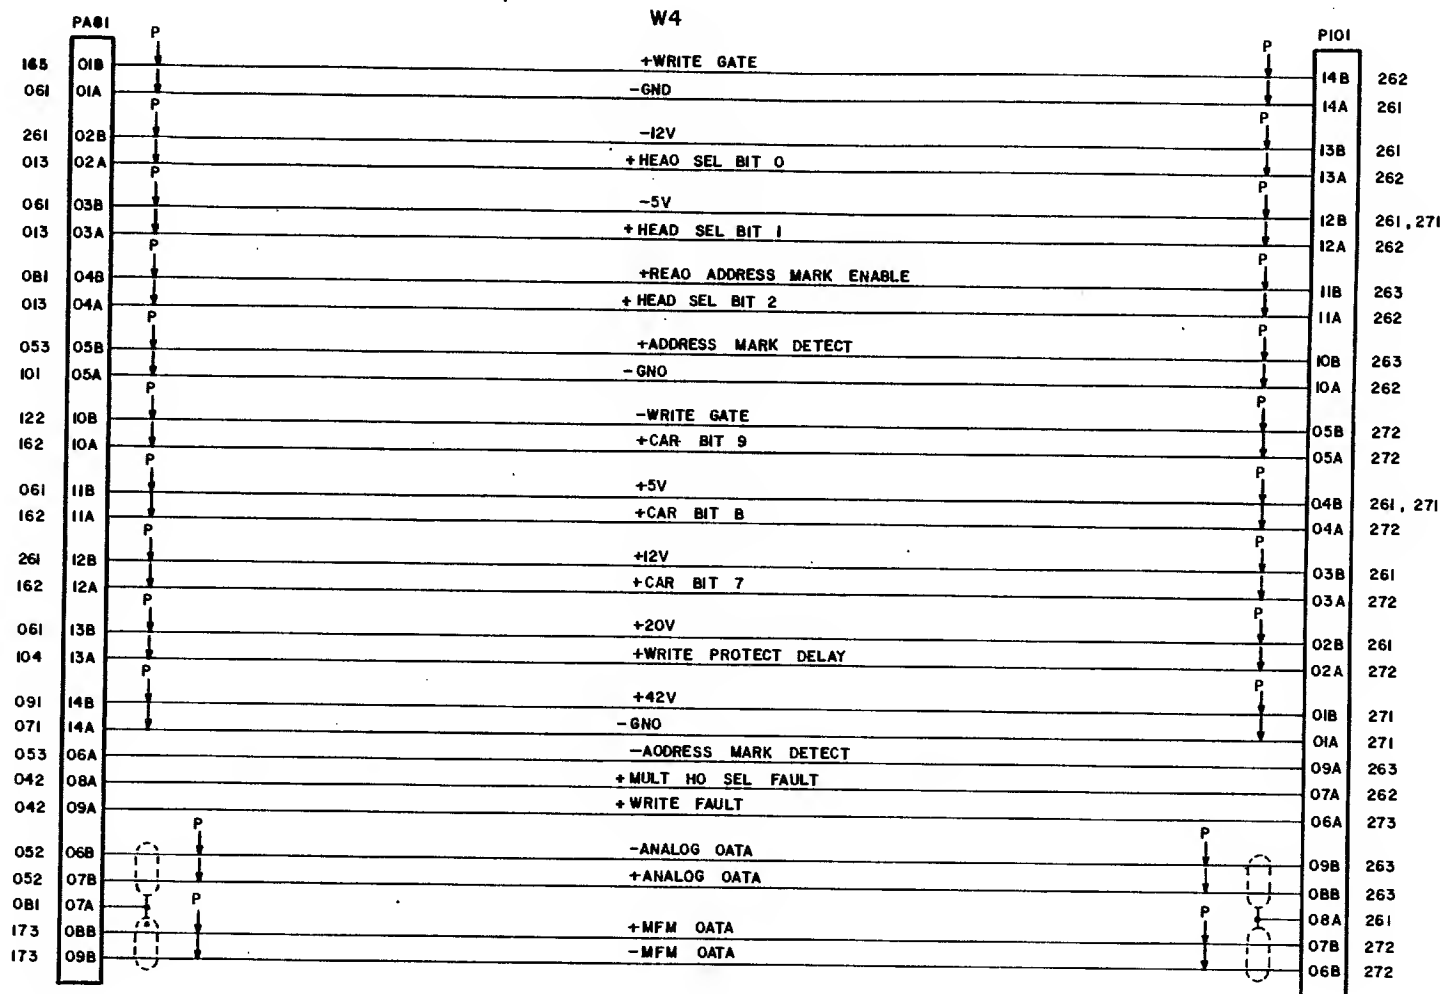 W4
PA81 P101
P P
165 01B +WRITE GATE 14B 262
061 01A -GND 14A 261
P P
261 02B -12V 13B 261
013 02A +HEAO SEL BIT 0 13A 262
P P
061 03B -5V 12B 261,271
013 03A +HEAD SEL BIT 1 12A 262
P P
0B1 04B +REAO ADDRESS MARK ENABLE 11B 263
013 04A +HEAD SEL BIT 2 11A 262
P P
053 05B +ADDRESS MARK DETECT 10B 263
101 05A -GNO 10A 262
P P
122 10B -WRITE GATE 05B 272
162 10A +CAR BIT 9 05A 272
P P
061 11B +5V 04B 261, 271
162 11A +CAR BIT B 04A 272
P P
261 12B +12V 03B 261
162 12A +CAR BIT 7 03A 272
P P
061 13B +20V 02B 261
104 13A +WRITE PROTECT DELAY 02A 272
P P
091 14B +42V 01B 271
071 14A -GNO 01A 271
053 06A -AODRESS MARK DETECT 09A 263
042 08A +MULT HO SEL FAULT 07A 262
042 09A +WRITE FAULT 06A 273
P P
052 06B -ANALOG OATA 09B 263
052 07B +ANALOG OATA 0BB 263
0B1 07A 08A 261
P P
173 0BB +MFM OATA 07B 272
173 09B -MFM OATA 06B 272